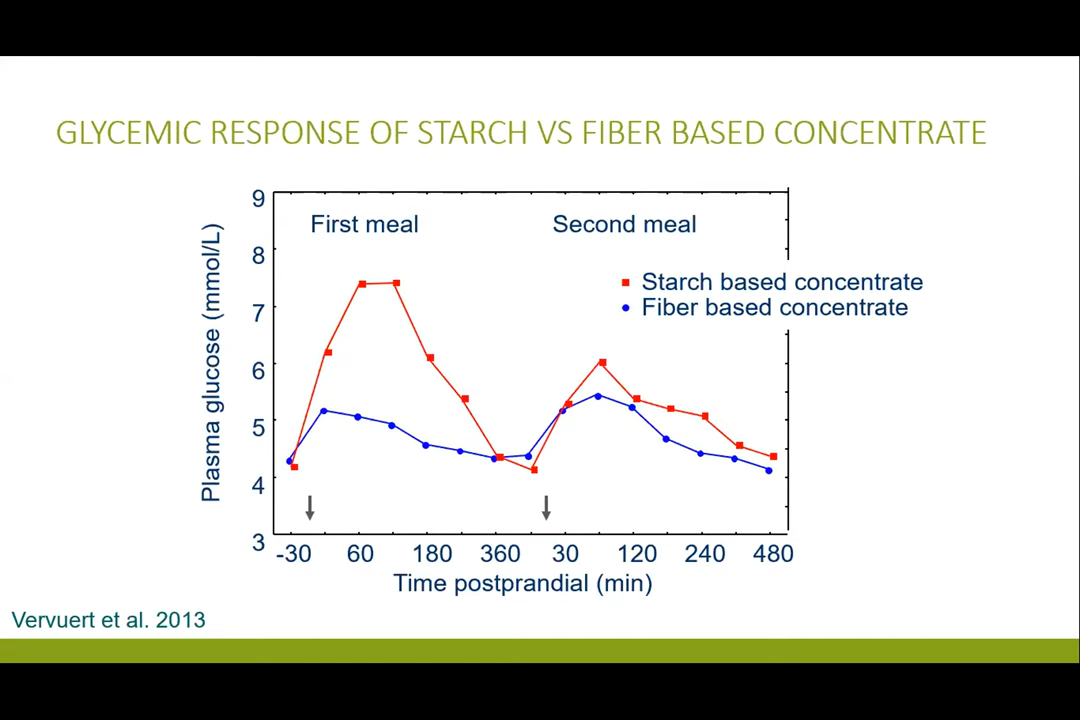 GLYCEMIC RESPONSE OF STARCH VS FIBER BASED CONCENTRATE
First meal
Second meal
Starch based concentrate
Fiber based concentrate
Plasma glucose (mmol/L)
9
8
7
6
5
4
3
-30 60 180 360 30 120 240 480
Time postprandial (min)
Vervuert et al. 2013